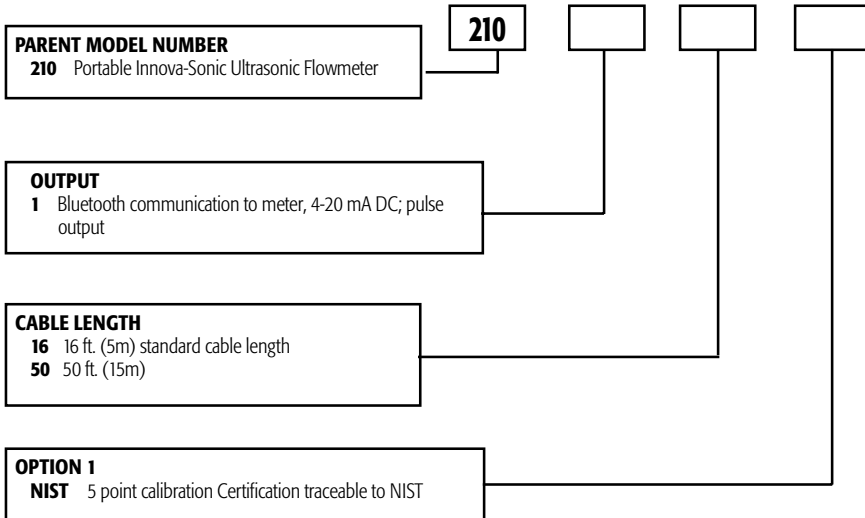 210
PARENT MODEL NUMBER
210 Portable Innova-Sonic Ultrasonic Flowmeter
OUTPUT
1 Bluetooth communication to meter, 4-20 mA DC; pulse
output
CABLE LENGTH
16 16 ft. (5m) standard cable length
50 50 ft. (15m)
OPTION 1
NIST 5 point calibration Certification traceable to NIST